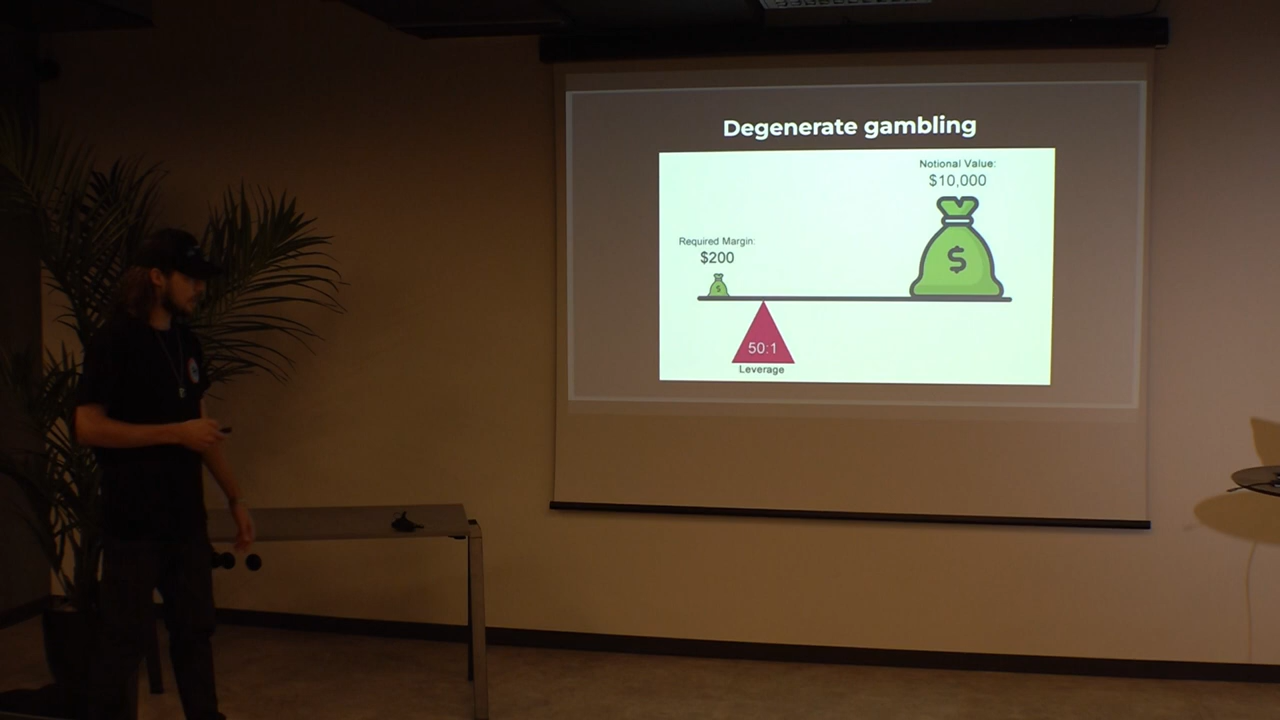 Degenerate gambling
Notional Value:
$10,000
$
Required Margin:
$200
$
50:1
Leverage